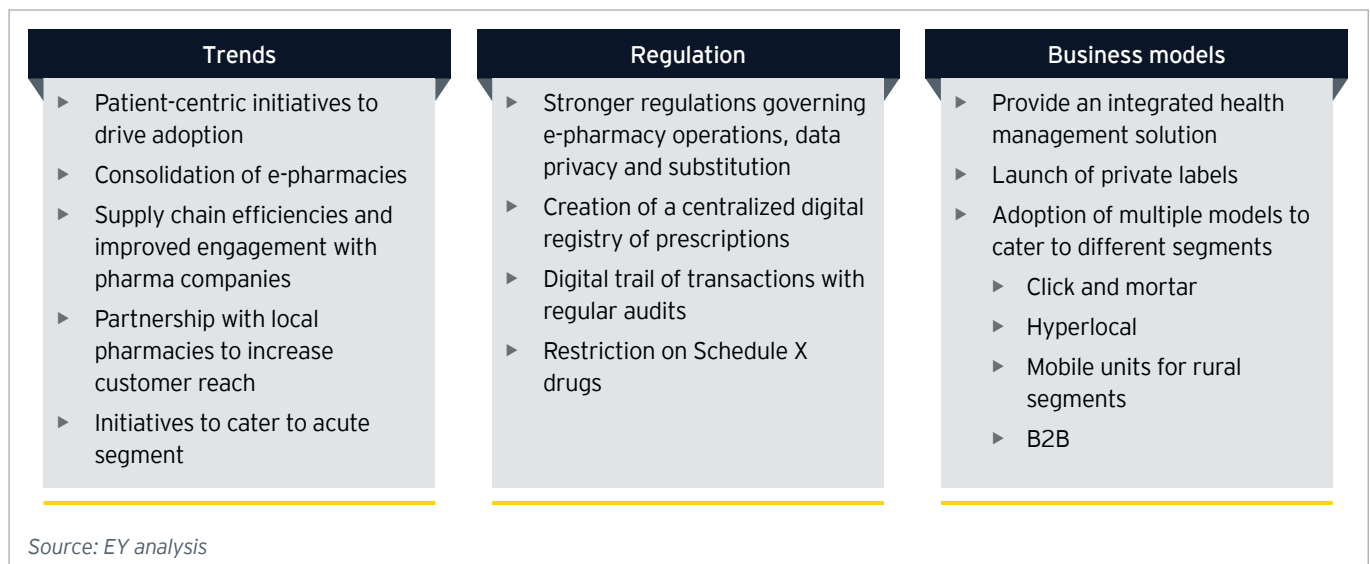 Trends
Patient-centric initiatives to
drive adoption
Consolidation of e-pharmacies
Supply chain efficiencies and
improved engagement with
pharma companies
Partnership with local
pharmacies to increase
customer reach
Initiatives to cater to acute
segment
Regulation
Stronger regulations governing
e-pharmacy operations, data
privacy and substitution
Creation of a centralized digital
registry of prescriptions
Digital trail of transactions with
regular audits
Restriction on Schedule X
drugs
Business models
Provide an integrated health
management solution
Launch of private labels
Adoption of multiple models to
cater to different segments
Click and mortar
Hyperlocal
Mobile units for rural
segments
B2B
Source: EY analysis